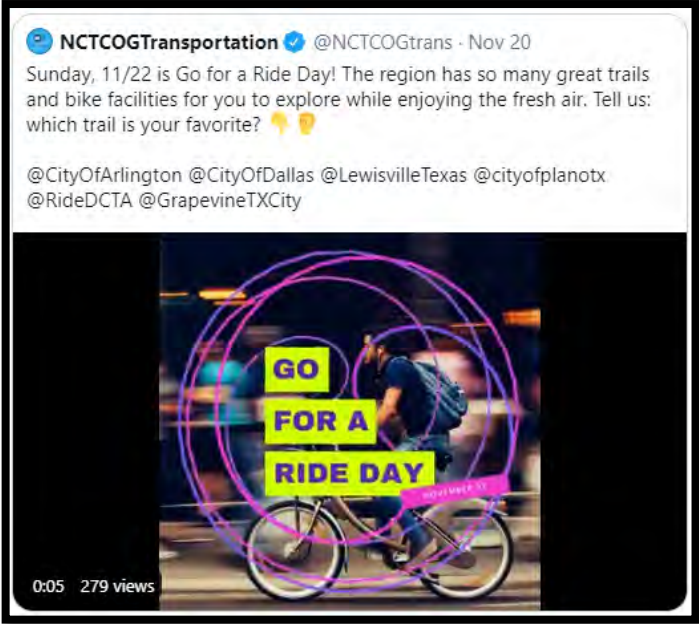 NCTCOGTransportation @NCTCOGtrans · Nov 20
Sunday, 11/22 is Go for a Ride Day! The region has so many great trails
and bike facilities for you to explore while enjoying the fresh air. Tell us:
which trail is your favorite? 👇👂
@CityOfArlington @CityOfDallas @LewisvilleTexas @cityofplanotx
@RideDCTA @GrapevineTXCity
GO
FOR A
RIDE DAY
NOVEMBER
0:05 279 views